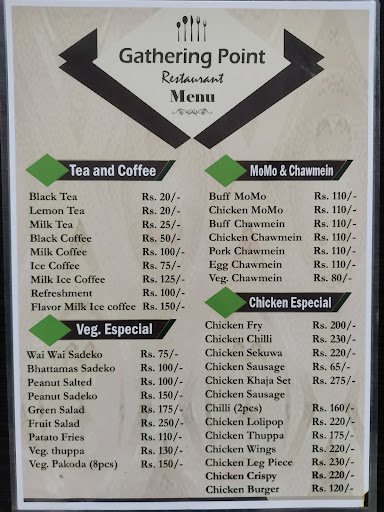 Gathering Point
Restaurant
Menu
Tea and Coffee
Black Tea Rs. 20/-
Lemon Tea Rs. 20/-
Milk Tea Rs. 25/-
Black Coffee Rs. 50/-
Milk Coffee Rs. 100/-
Ice Coffee Rs. 75/-
Milk Ice Coffee Rs. 125/-
Refreshment Rs. 100/-
Flavor Milk Ice coffee Rs. 150/-
Veg. Especial
Wai Wai Sadeko Rs. 75/-
Bhattamas Sadeko Rs. 100/-
Peanut Salted Rs. 100/-
Peanut Sadeko Rs. 150/-
Green Salad Rs. 175/-
Fruit Salad Rs. 250/-
Patato Fries Rs. 110/-
Veg. thuppa Rs. 130/-
Veg. Pakoda (8pcs) Rs. 150/-
MoMo & Chawmein
Buff MoMo Rs. 110/-
Chicken MoMo Rs. 110/-
Buff Chawmein Rs. 110/-
Chicken Chawmein Rs. 110/-
Pork Chawmein Rs. 110/-
Egg Chawmein Rs. 110/-
Veg. Chawmein Rs. 80/-
Chicken Especial
Chicken Fry Rs. 200/-
Chicken Chilli Rs. 230/-
Chicken Sekuwa Rs. 220/-
Chicken Sausage Rs. 65/-
Chicken Khaja Set Rs. 275/-
Chicken Sausage
Chilli (2pcs) Rs. 160/-
Chicken Lolipop Rs. 220/-
Chicken Thuppa Rs. 175/-
Chicken Wings Rs. 220/-
Chicken Leg Piece Rs. 230/-
Chicken Crispy Rs. 220/-
Chicken Burger Rs. 120/-